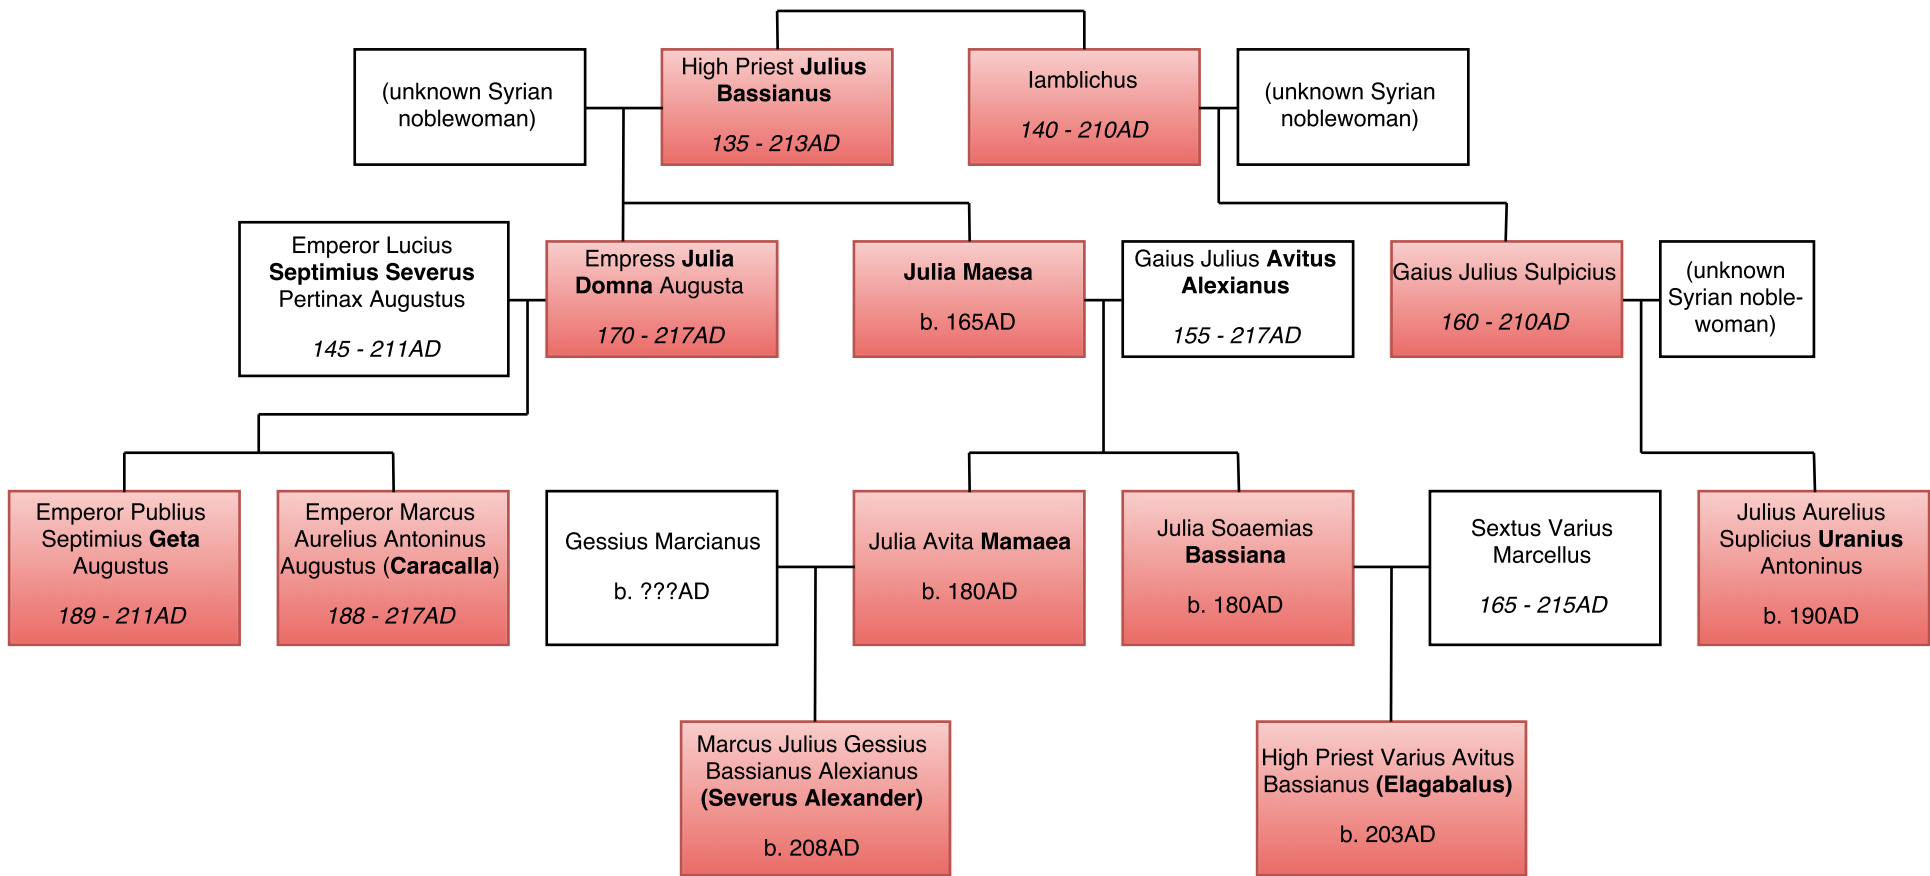 (unknown Syrian
noblewoman)
High Priest Julius
Bassianus
135 - 213AD
Iamblichus
140 - 210AD
(unknown Syrian
noblewoman)
Emperor Lucius
Septimius Severus
Pertinax Augustus
145 - 211AD
Empress Julia
Domna Augusta
170 - 217AD
Julia Maesa
b. 165AD
Gaius Julius Avitus
Alexianus
155 - 217AD
Gaius Julius Sulpicius
160 - 210AD
(unknown
Syrian noble-
woman)
Emperor Publius
Septimius Geta
Augustus
189 - 211AD
Emperor Marcus
Aurelius Antoninus
Augustus (Caracalla)
188 - 217AD
Gessius Marcianus
b. ???AD
Julia Avita Mamaea
b. 180AD
Julia Soaemias
Bassiana
b. 180AD
Sextus Varius
Marcellus
165 - 215AD
Julius Aurelius
Suplicius Uranius
Antoninus
b. 190AD
Marcus Julius Gessius
Bassianus Alexianus
(Severus Alexander)
b. 208AD
High Priest Varius Avitus
Bassianus (Elagabalus)
b. 203AD